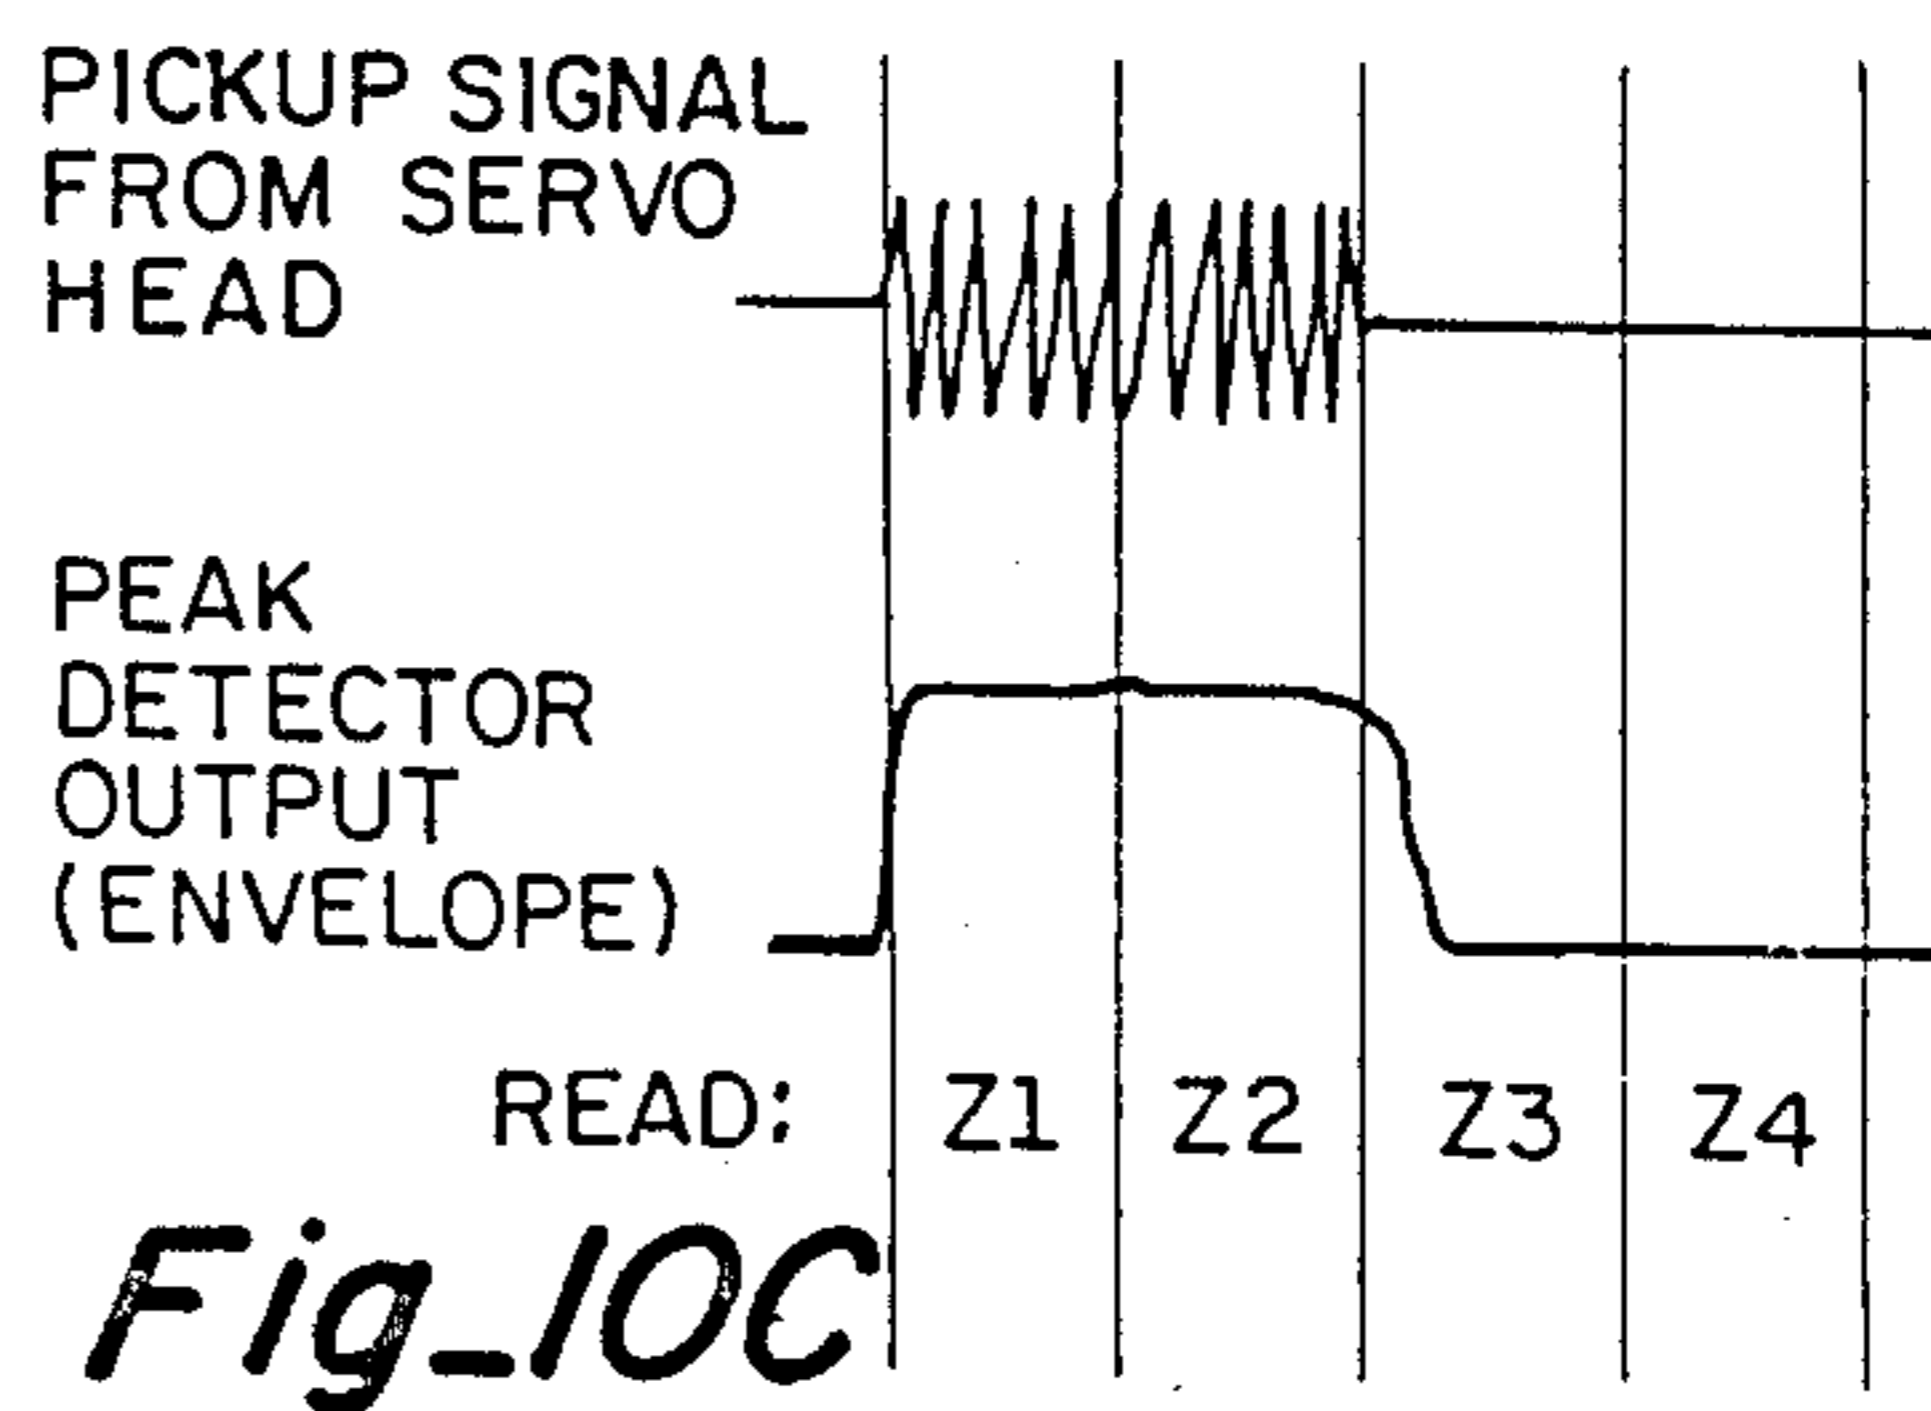 PICKUP SIGNAL
FROM SERVO
HEAD
PEAK
DETECTOR
OUTPUT
(ENVELOPE)
READ: Z1 Z2 Z3 Z4
Fig_10C